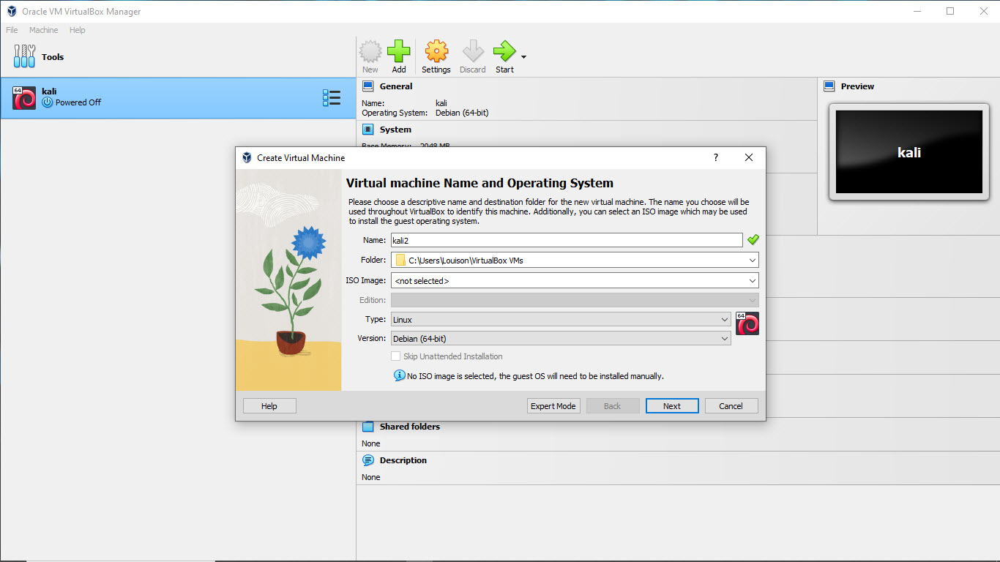 Oracle VM VirtualBox Manager
File Machine Help
Tools
New Add Settings Discard Start
64
kali
Powered Off
General
Name: kali
Operating System: Debian (64-bit)
System
Base Memory: 2048 MB
Preview
kali
Create Virtual Machine
?
Virtual machine Name and Operating System
Please choose a descriptive name and destination folder for the new virtual machine. The name you choose will be
used throughout VirtualBox to identify this machine. Additionally, you can select an ISO image which may be used
to install the guest operating system.
Name: kali2
Folder: C:\Users\Louison\VirtualBox VMs
ISO Image: <not selected>
Edition:
Type: Linux
64
Version: Debian (64-bit)
Skip Unattended Installation
No ISO image is selected, the guest OS will need to be installed manually.
Help Expert Mode Back Next Cancel
Shared folders
None
Description
None